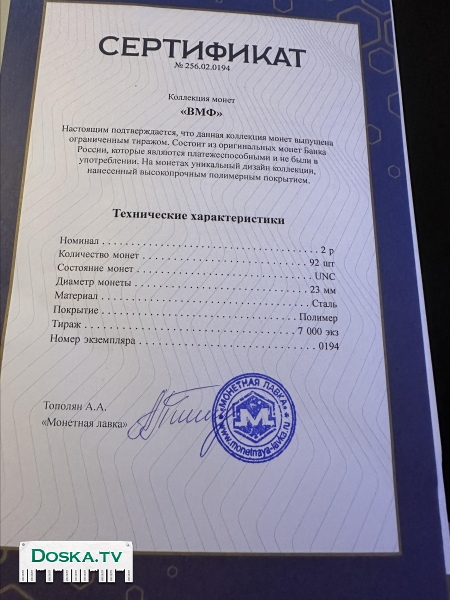 СЕРТИФИКАТ
№ 256.02.0194
Коллекция монет
«ВМФ»
Настоящим подтверждается, что данная коллекция монет выпущена
ограниченным тиражом. Состоит из оригинальных монет Банка
России, которые являются платежеспособными и не были в
употреблении. На монетах уникальный дизайн коллекции,
нанесенный высокопрочным полимерным покрытием.
Технические характеристики
Номинал . . . . . . . . . . . . . . . . . . . . 2 р
Количество монет . . . . . . . . . . . . . . . . . . . . 92 шт
Состояние монет . . . . . . . . . . . . . . . . . . . . UNC
Диаметр монеты . . . . . . . . . . . . . . . . . . . . 23 мм
Материал . . . . . . . . . . . . . . . . . . . . Сталь
Покрытие . . . . . . . . . . . . . . . . . . . . Полимер
Тираж . . . . . . . . . . . . . . . . . . . . 7 000 экз
Номер экземпляра . . . . . . . . . . . . . . . . . . . . 0194
Тополян А.А.
«Монетная лавка»
«МОНЕТНАЯ ЛАВКА»
М
www.monetnaya-lavka.ru
DOSKA.TV